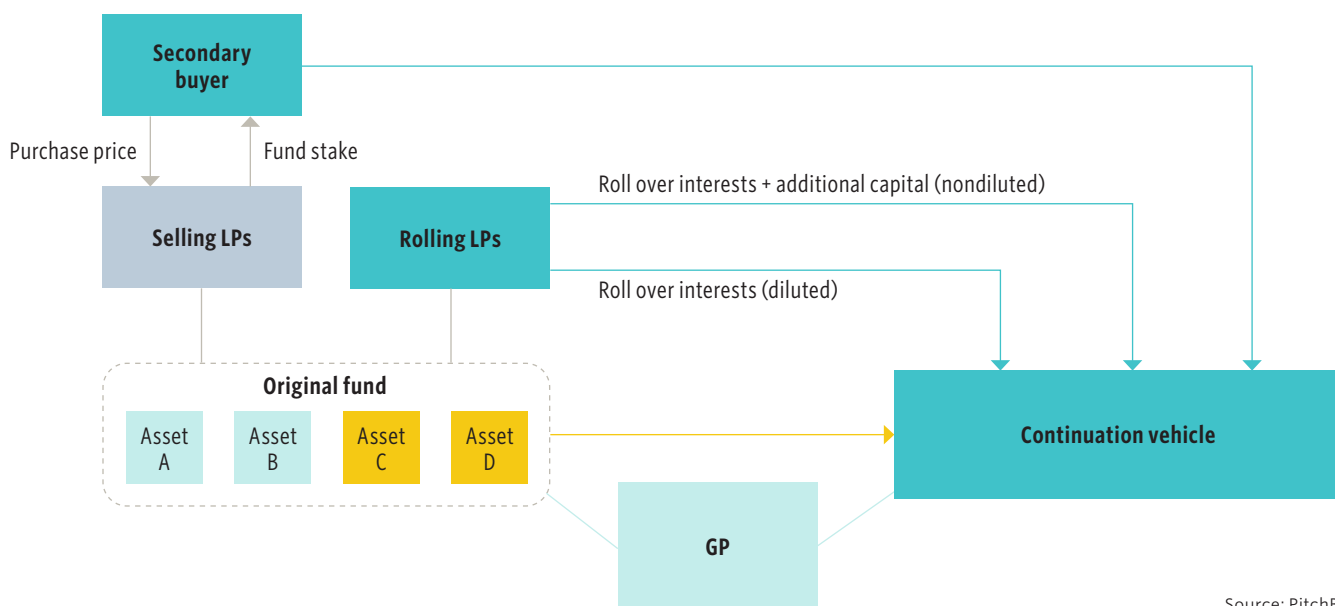 Secondary
buyer
Purchase price
Fund stake
Selling LPs
Rolling LPs
Roll over interests + additional capital (nondiluted)
Roll over interests (diluted)
Original fund
Asset
A
Asset
B
Asset
C
Asset
D
Continuation vehicle
GP
Source: